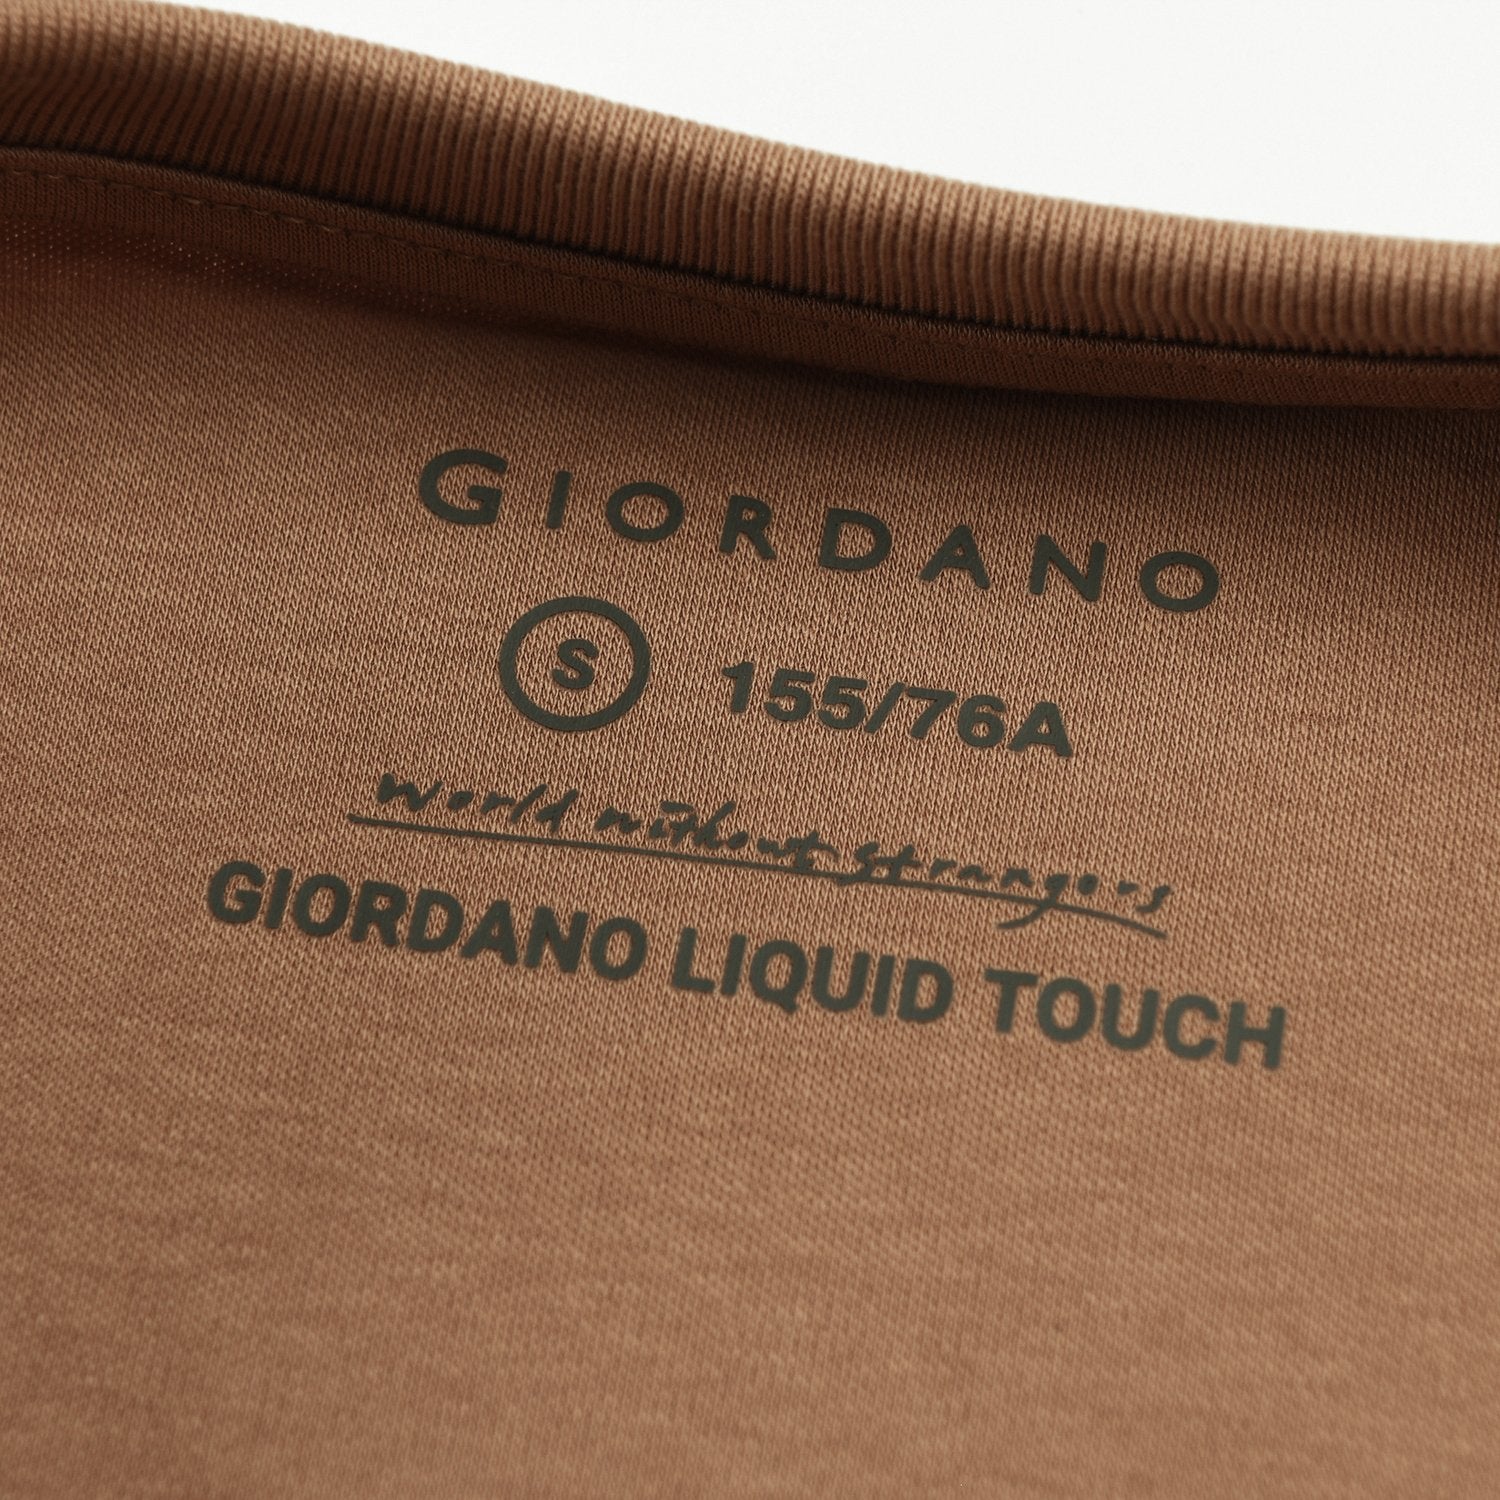 GIORDANO
S 155/76A
World without strangers
GIORDANO LIQUID TOUCH